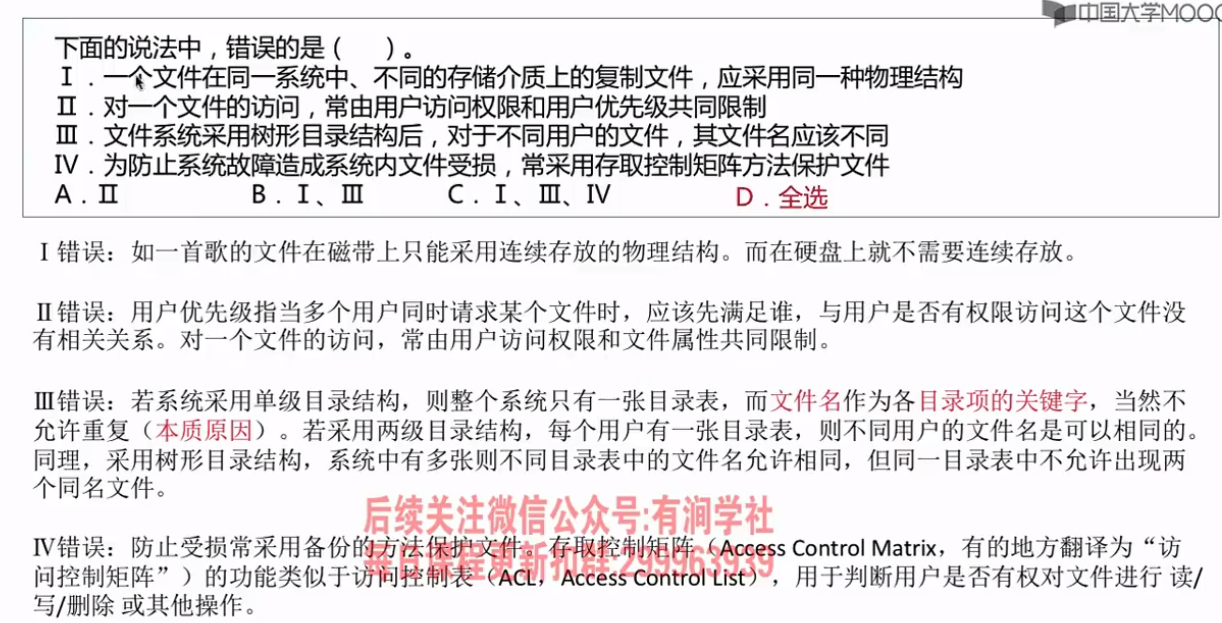 中国大学MOOC
下面的说法中，错误的是（　）。
Ⅰ．一个文件在同一系统中、不同的存储介质上的复制文件，应采用同一种物理结构
Ⅱ．对一个文件的访问，常由用户访问权限和用户优先级共同限制
Ⅲ．文件系统采用树形目录结构后，对于不同用户的文件，其文件名应该不同
Ⅳ．为防止系统故障造成系统内文件受损，常采用存取控制矩阵方法保护文件
A．Ⅱ　B．Ⅰ、Ⅲ　C．Ⅰ、Ⅲ、Ⅳ　D．全选
Ⅰ错误：如一首歌的文件在磁带上只能采用连续存放的物理结构。而在硬盘上就不需要连续存放。
Ⅱ错误：用户优先级指当多个用户同时请求某个文件时，应该先满足谁，与用户是否有权限访问这个文件没
有相关关系。对一个文件的访问，常由用户访问权限和文件属性共同限制。
Ⅲ错误：若系统采用单级目录结构，则整个系统只有一张目录表，而文件名作为各目录项的关键字，当然不
允许重复（本质原因）。若采用两级目录结构，每个用户有一张目录表，则不同用户的文件名是可以相同的。
同理，采用树形目录结构，系统中有多张则不同目录表中的文件名允许相同，但同一目录表中不允许出现两
个同名文件。
后续关注微信公众号:有涧学社
Ⅳ错误：防止受损常采用备份的方法保护文件。存取控制矩阵（Access Control Matrix，有的地方翻译为“访
每日课程更新扣群:299963939
问控制矩阵”）的功能类似于访问控制表（AcL，Access Control List），用于判断用户是否有权对文件进行 读/
写/删除 或其他操作。